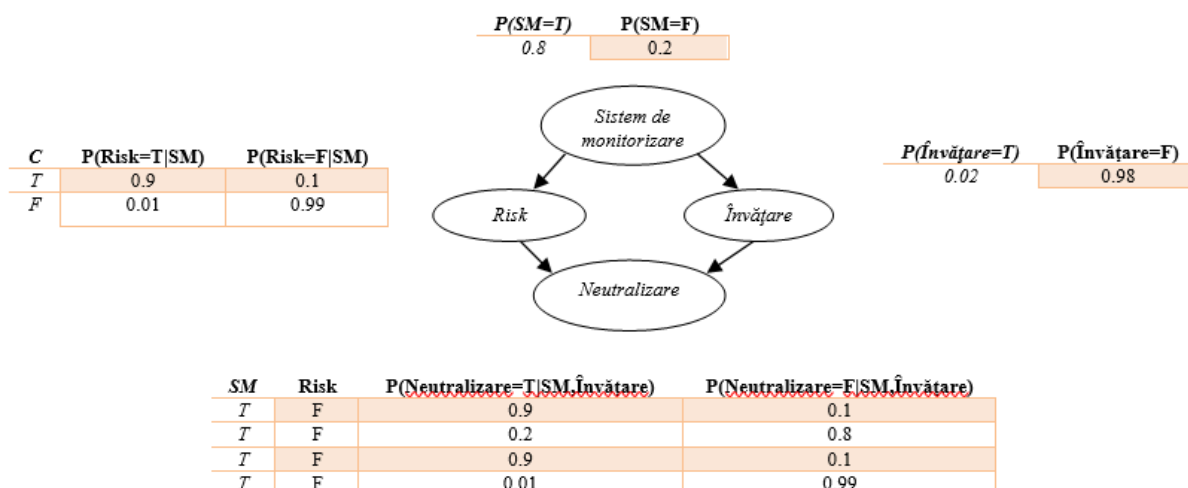 P(SM=T) P(SM=F)
0.8 0.2
Sistem de
monitorizare
C P(Risk=T|SM) P(Risk=F|SM)
T 0.9 0.1
F 0.01 0.99
P(Învăţare=T) P(Învăţare=F)
0.02 0.98
Risk Învăţare
Neutralizare
SM Risk P(Neutralizare=T|SM,Învăţare) P(Neutralizare=F|SM,Învăţare)
T F 0.9 0.1
T F 0.2 0.8
T F 0.9 0.1
T F 0.01 0.99